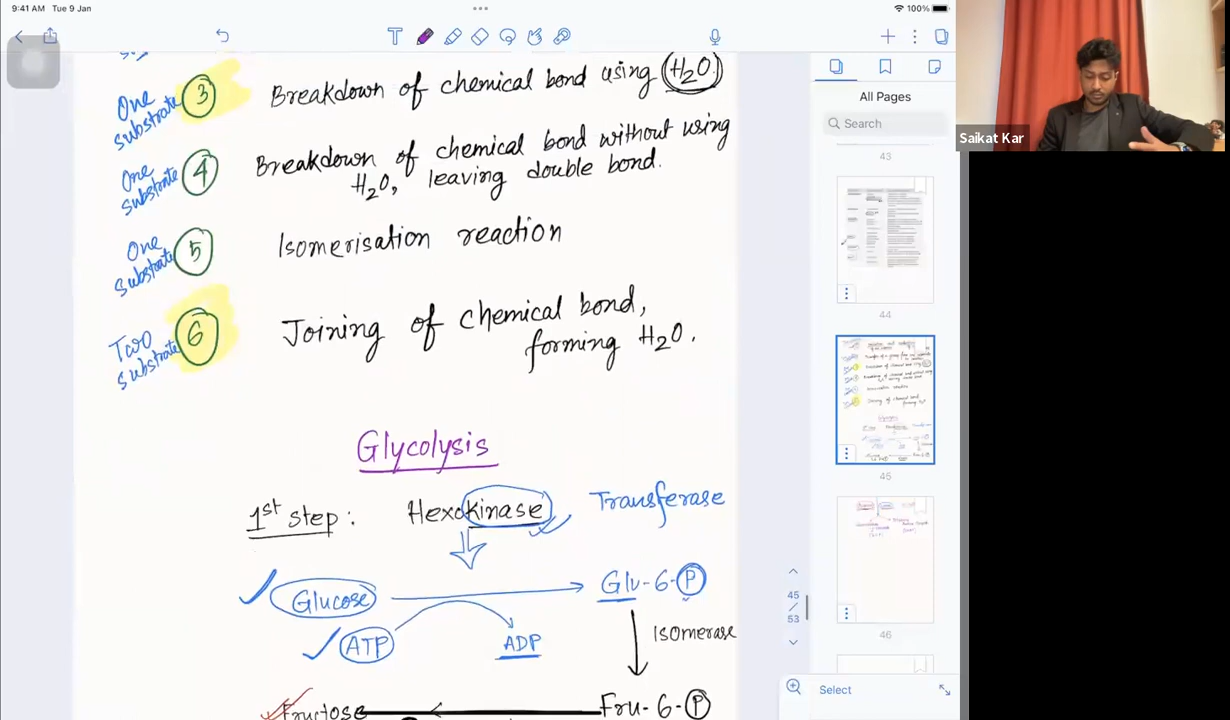 9:41 AM Tue 9 Jan
100%
One substrate 3 Breakdown of chemical bond using H2O
One substrate 4 Breakdown of chemical bond without using
H2O, leaving double bond.
One substrate 5 Isomerisation reaction
Two substrate 6 Joining of chemical bond,
forming H2O.
Glycolysis
1st step: Hexokinase Transferase
Glucose Glu-6-P
ATP ADP
Isomerase
Fructose Fru-6-P
All Pages
Search
43
44
45
46
45
/
53
Select
Saikat Kar